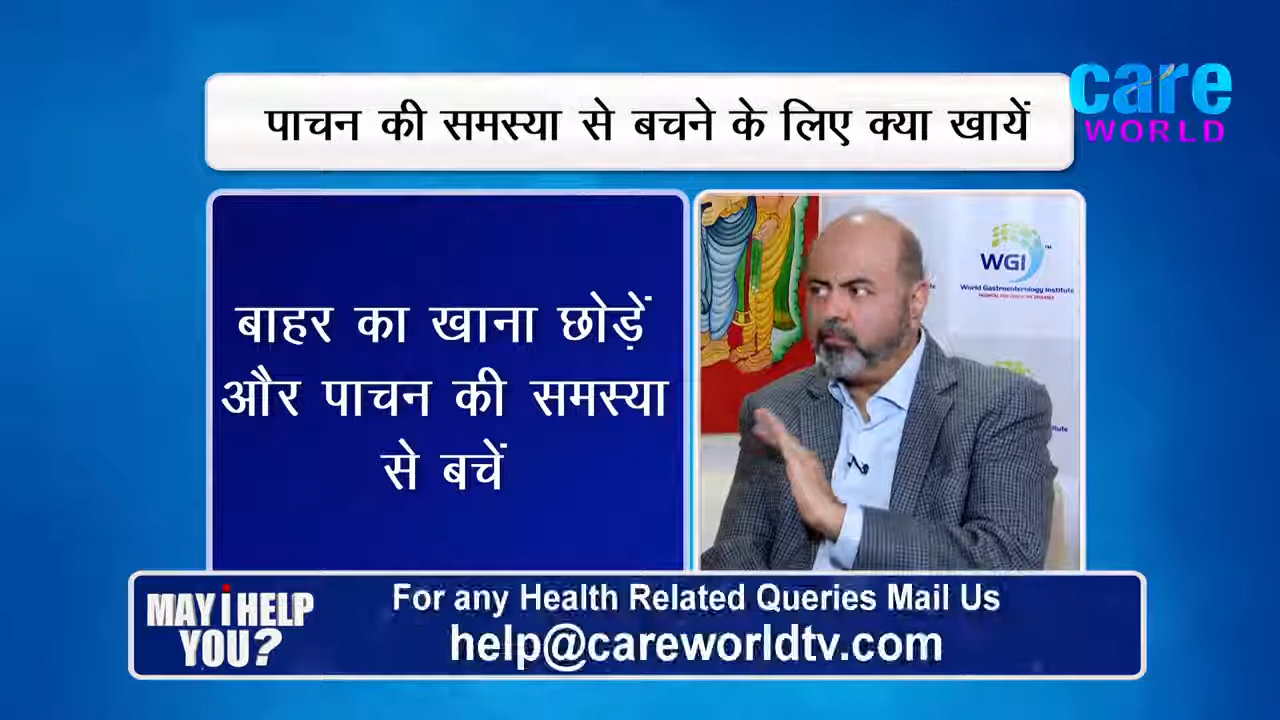 care
WORLD
पाचन की समस्या से बचने के लिए क्या खायें
बाहर का खाना छोड़ें
और पाचन की समस्या
से बचें
WGI
World Gastroenterology Institute
MAY i HELP
YOU?
For any Health Related Queries Mail Us
help@careworldtv.com